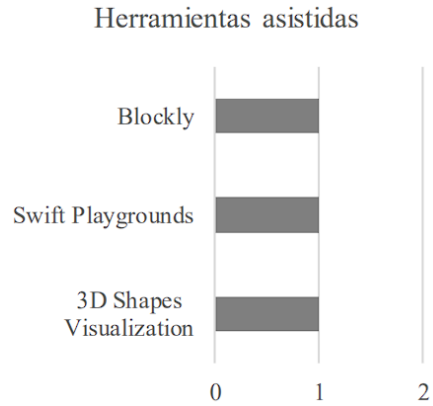 Herramientas asistidas
Blockly
Swift Playgrounds
3D Shapes
Visualization
0 1 2